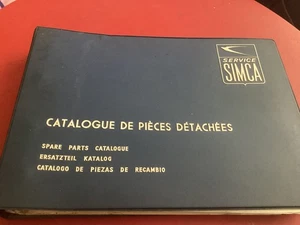 SERVICE
SIMCA
CATALOGUE DE PIÈCES DÉTACHÉES
SPARE PARTS CATALOGUE
ERSATZTEIL KATALOG
CATALOGO DE PIEZAS DE RECAMBIO